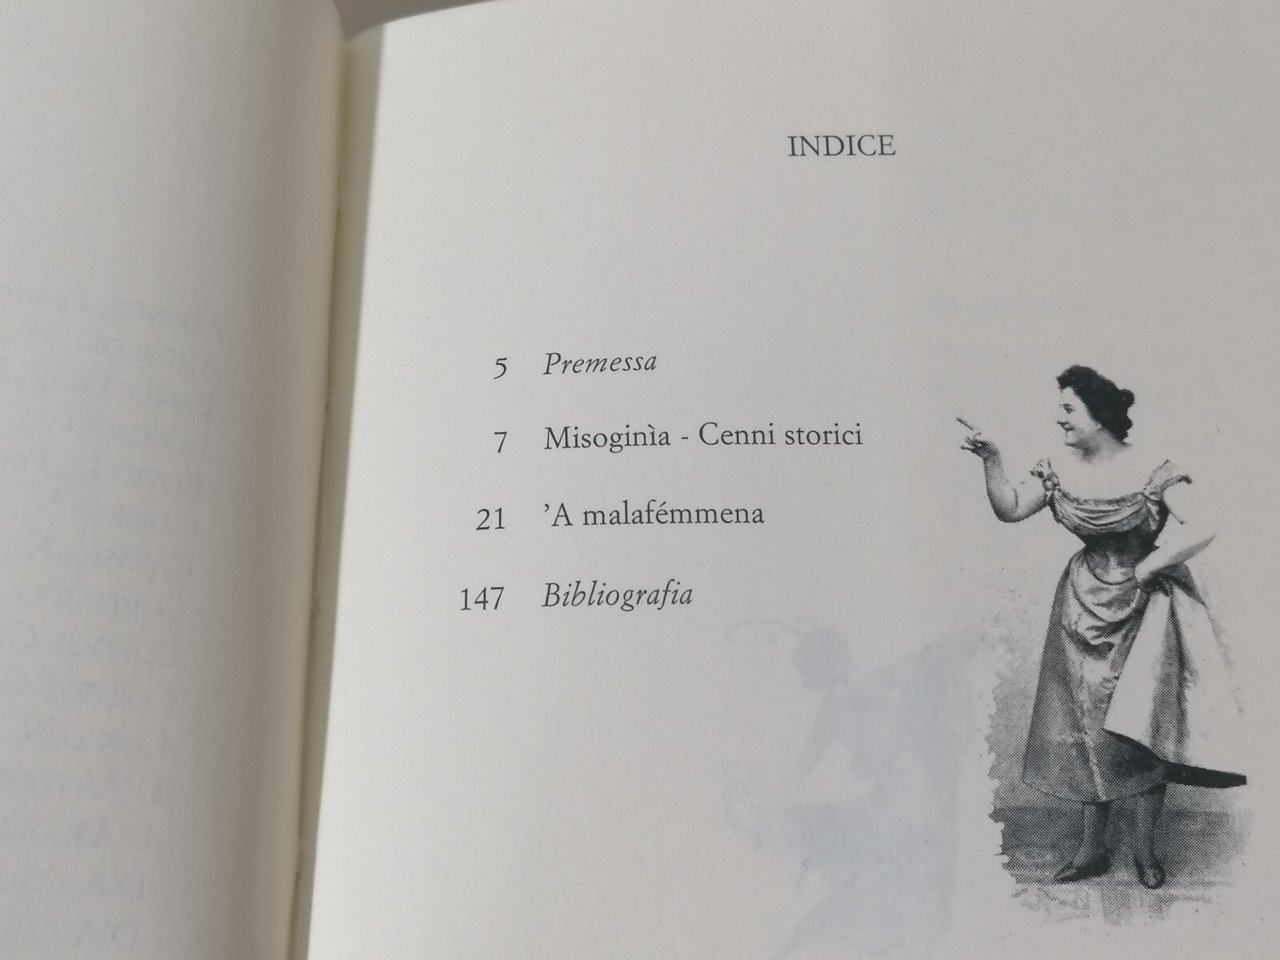 INDICE
5 Premessa
7 Misoginìa - Cenni storici
21 ’A malafémmena
147 Bibliografia